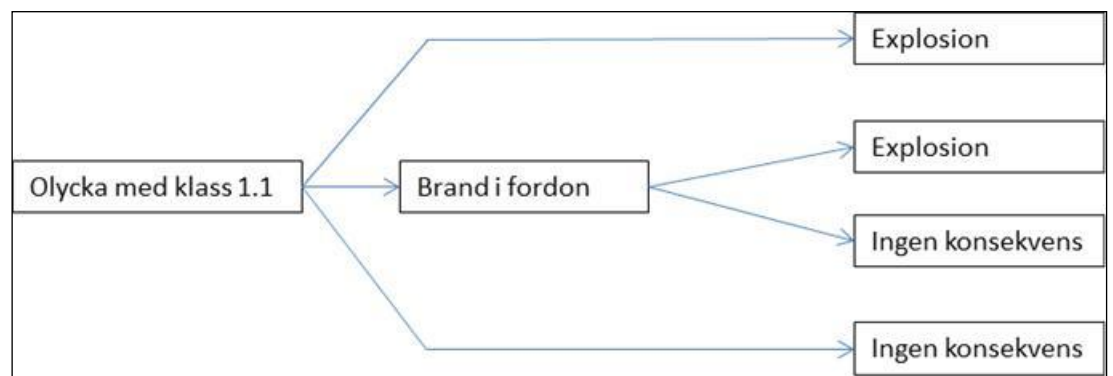 Explosion
Explosion
Olycka med klass 1.1
Brand i fordon
Ingen konsekvens
Ingen konsekvens